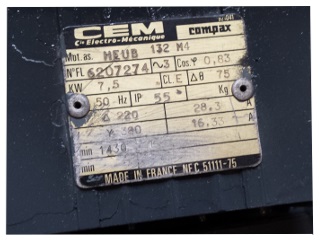 CEM compax
Cie Electro-Mécanique
Mot. as. MEUB 132 M4
N°FL 6207274 ~3 Cos φ 0,83
KW 7,5 Cl. E Δθ 75
50 Hz IP 55 Kg
Δ 220 28,3 A
Y 380 16,33 A
min 1430
min
MADE IN FRANCE NFC 51111-75